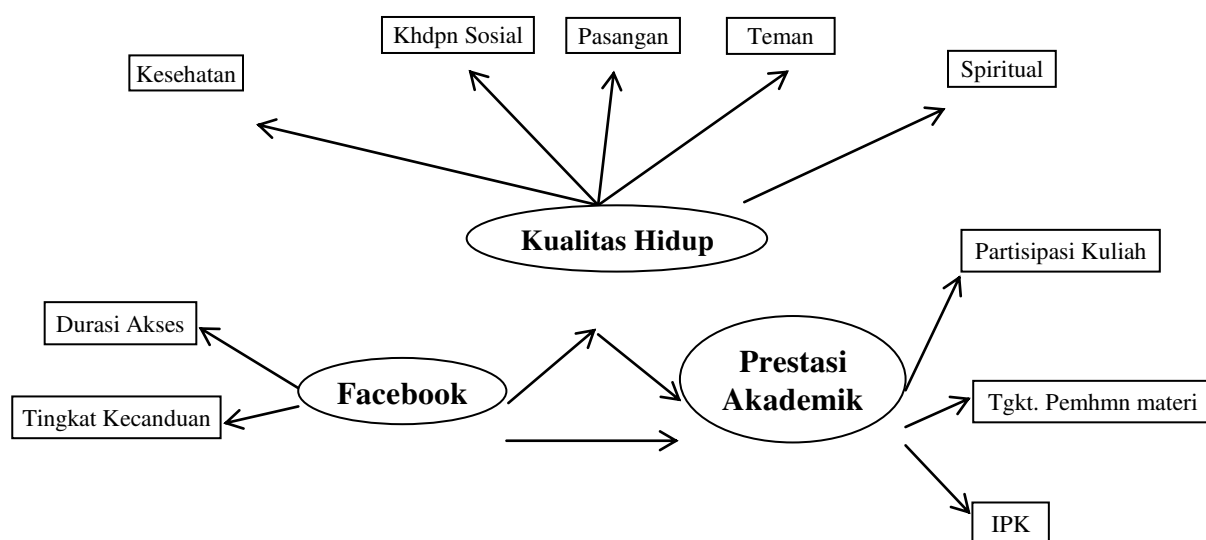 Khdpn Sosial
Pasangan
Teman
Kesehatan
Spiritual
Kualitas Hidup
Partisipasi Kuliah
Durasi Akses
Prestasi
Akademik
Facebook
Tingkat Kecanduan
Tgkt. Pemhmn materi
IPK